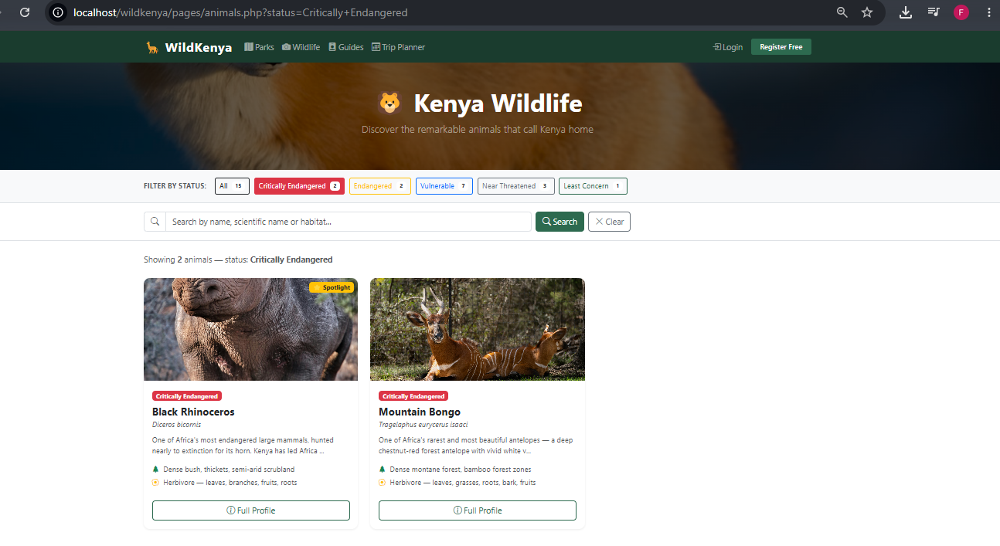 localhost/wildkenya/pages/animals.php?status=Critically+Endangered
F
WildKenya Parks Wildlife Guides Trip Planner Login Register Free
Kenya Wildlife
Discover the remarkable animals that call Kenya home
FILTER BY STATUS: All 15 Critically Endangered 2 Endangered 2 Vulnerable 7 Near Threatened 3 Least Concern 1
Search by name, scientific name or habitat... Search Clear
Showing 2 animals — status: Critically Endangered
Spotlight
Critically Endangered
Black Rhinoceros
Diceros bicornis
One of Africa's most endangered large mammals, hunted
nearly to extinction for its horn. Kenya has led Africa ...
Dense bush, thickets, semi-arid scrubland
Herbivore — leaves, branches, fruits, roots
Full Profile
Critically Endangered
Mountain Bongo
Tragelaphus eurycerus isaaci
One of Africa's rarest and most beautiful antelopes — a deep
chestnut-red forest antelope with vivid white v...
Dense montane forest, bamboo forest zones
Herbivore — leaves, grasses, roots, bark, fruits
Full Profile